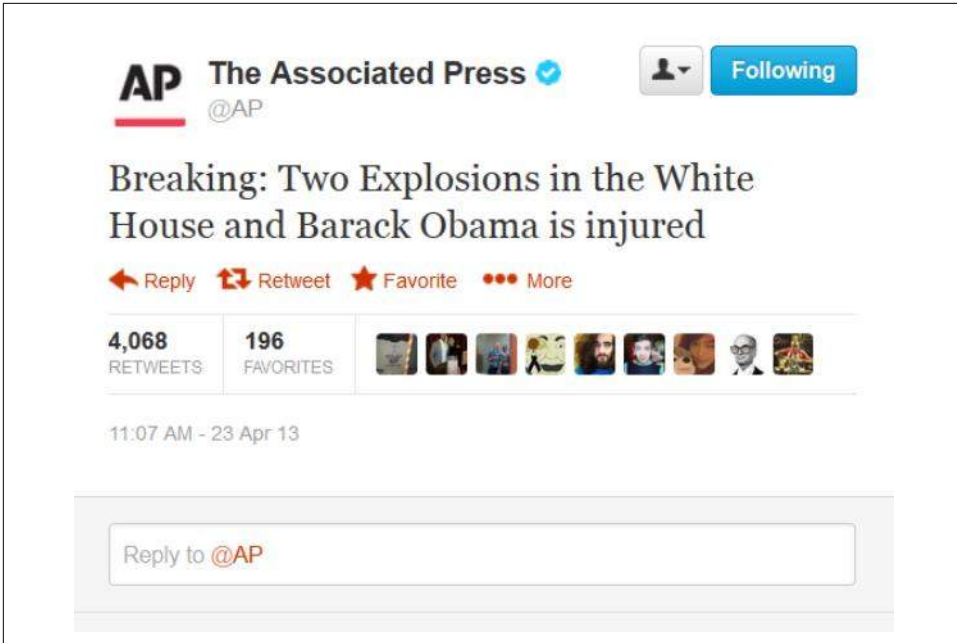 AP The Associated Press Following
@AP
Breaking: Two Explosions in the White
House and Barack Obama is injured
Reply Retweet Favorite More
4,068 196
RETWEETS FAVORITES
11:07 AM - 23 Apr 13
Reply to @AP